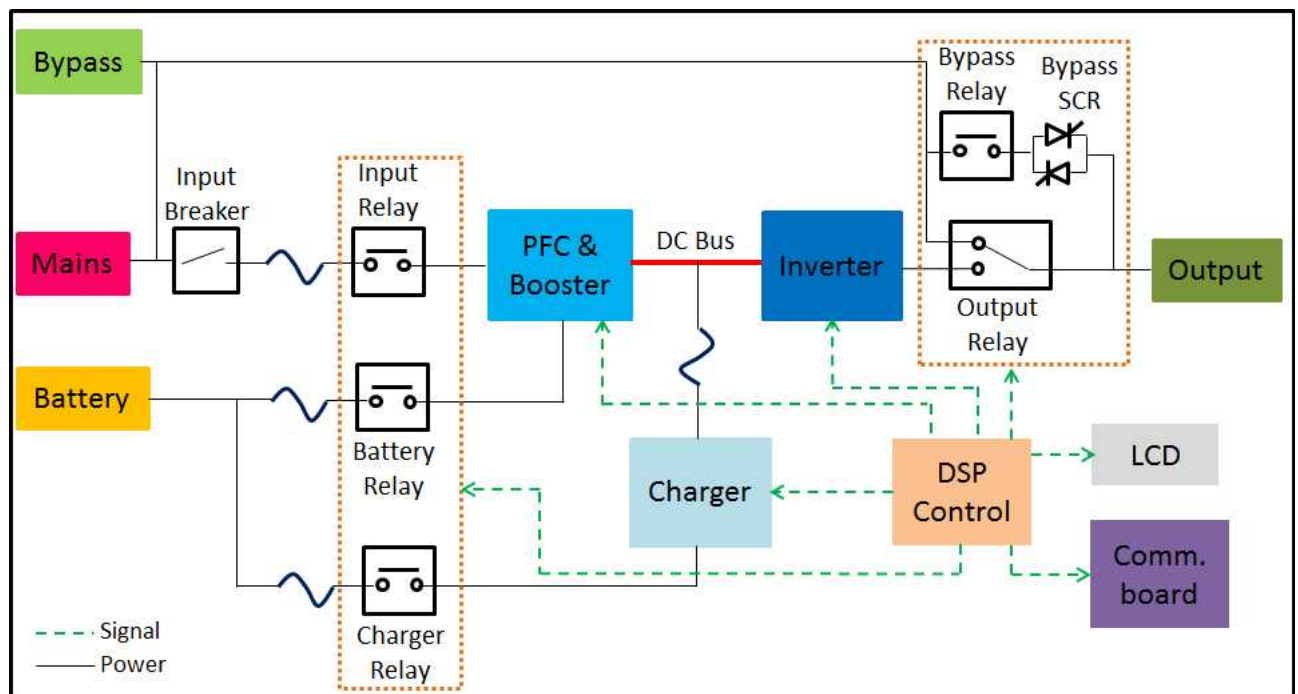 Bypass
Bypass
Relay
Bypass
SCR
Input
Breaker
Input
Relay
Mains
PFC &
Booster
DC Bus
Inverter
Output
Output
Relay
Battery
Battery
Relay
Charger
DSP
Control
LCD
Comm.
board
Charger
Relay
Signal
Power